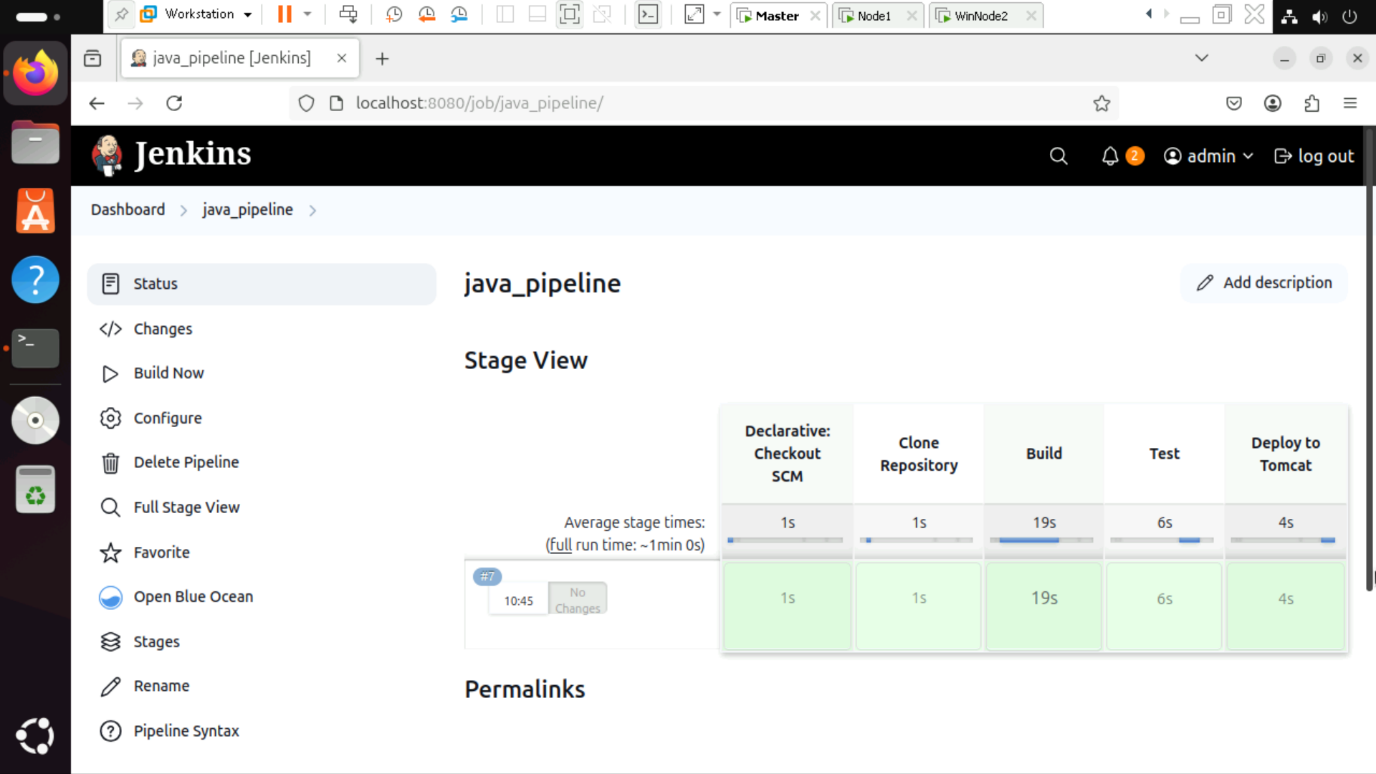 Workstation
Master
Node1
WinNode2
java_pipeline [Jenkins]
localhost:8080/job/java_pipeline/
Jenkins
2
admin
log out
Dashboard
java_pipeline
Status
Changes
Build Now
Configure
Delete Pipeline
Full Stage View
Favorite
Open Blue Ocean
Stages
Rename
Pipeline Syntax
java_pipeline
Add description
Stage View
Declarative:
Checkout
SCM
Clone
Repository
Build
Test
Deploy to
Tomcat
Average stage times:
(full run time: ~1min 0s)
1s
1s
19s
6s
4s
#7
10:45
No
Changes
1s
1s
19s
6s
4s
Permalinks